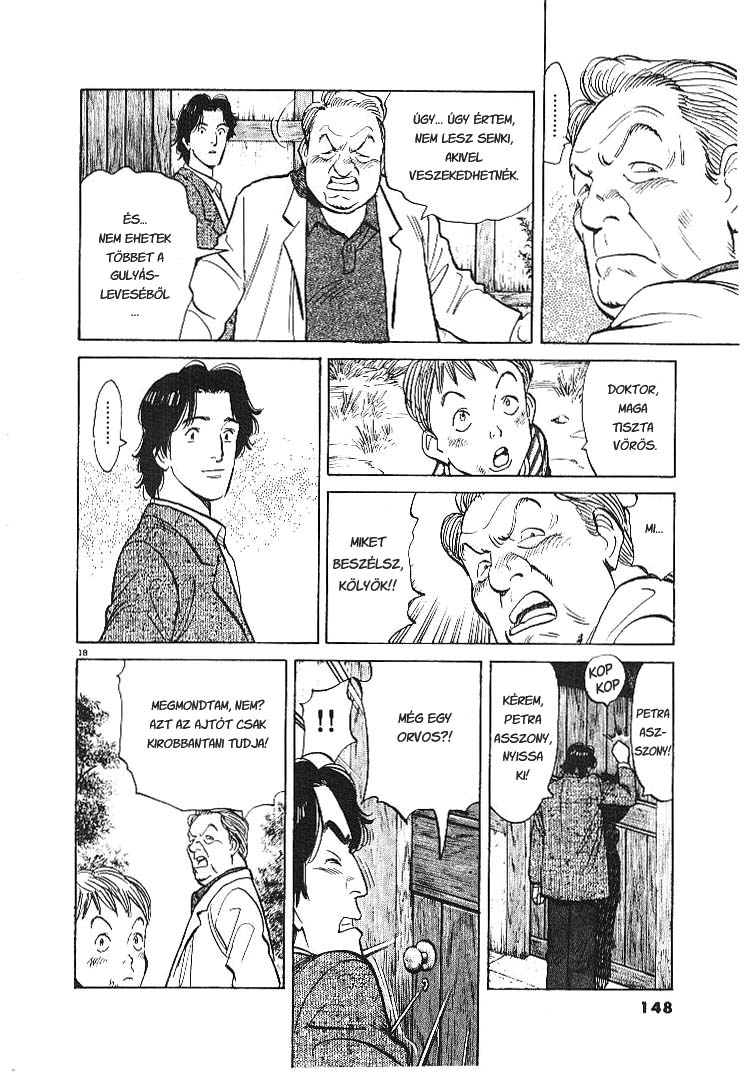 ........
ÚGY... ÚGY ÉRTEM,
NEM LESZ SENKI,
AKIVEL
VESZEKEDHETNÉK.
ÉS...
NEM EHETEK
TÖBBET A
GULYÁS-
LEVESÉBŐL
...
DOKTOR,
MAGA
TISZTA
VÖRÖS.
MI...
MIKET
BESZÉLSZ,
KÖLYÖK!!
........
18
KOP
KOP
PETRA
ASZ-
SZONY!
KÉREM,
PETRA
ASSZONY,
NYISSA
KI!
MÉG EGY
ORVOS?!
!!
MEGMONDTAM, NEM?
AZT AZ AJTÓT CSAK
KIROBBANTANI TUDJA!
148